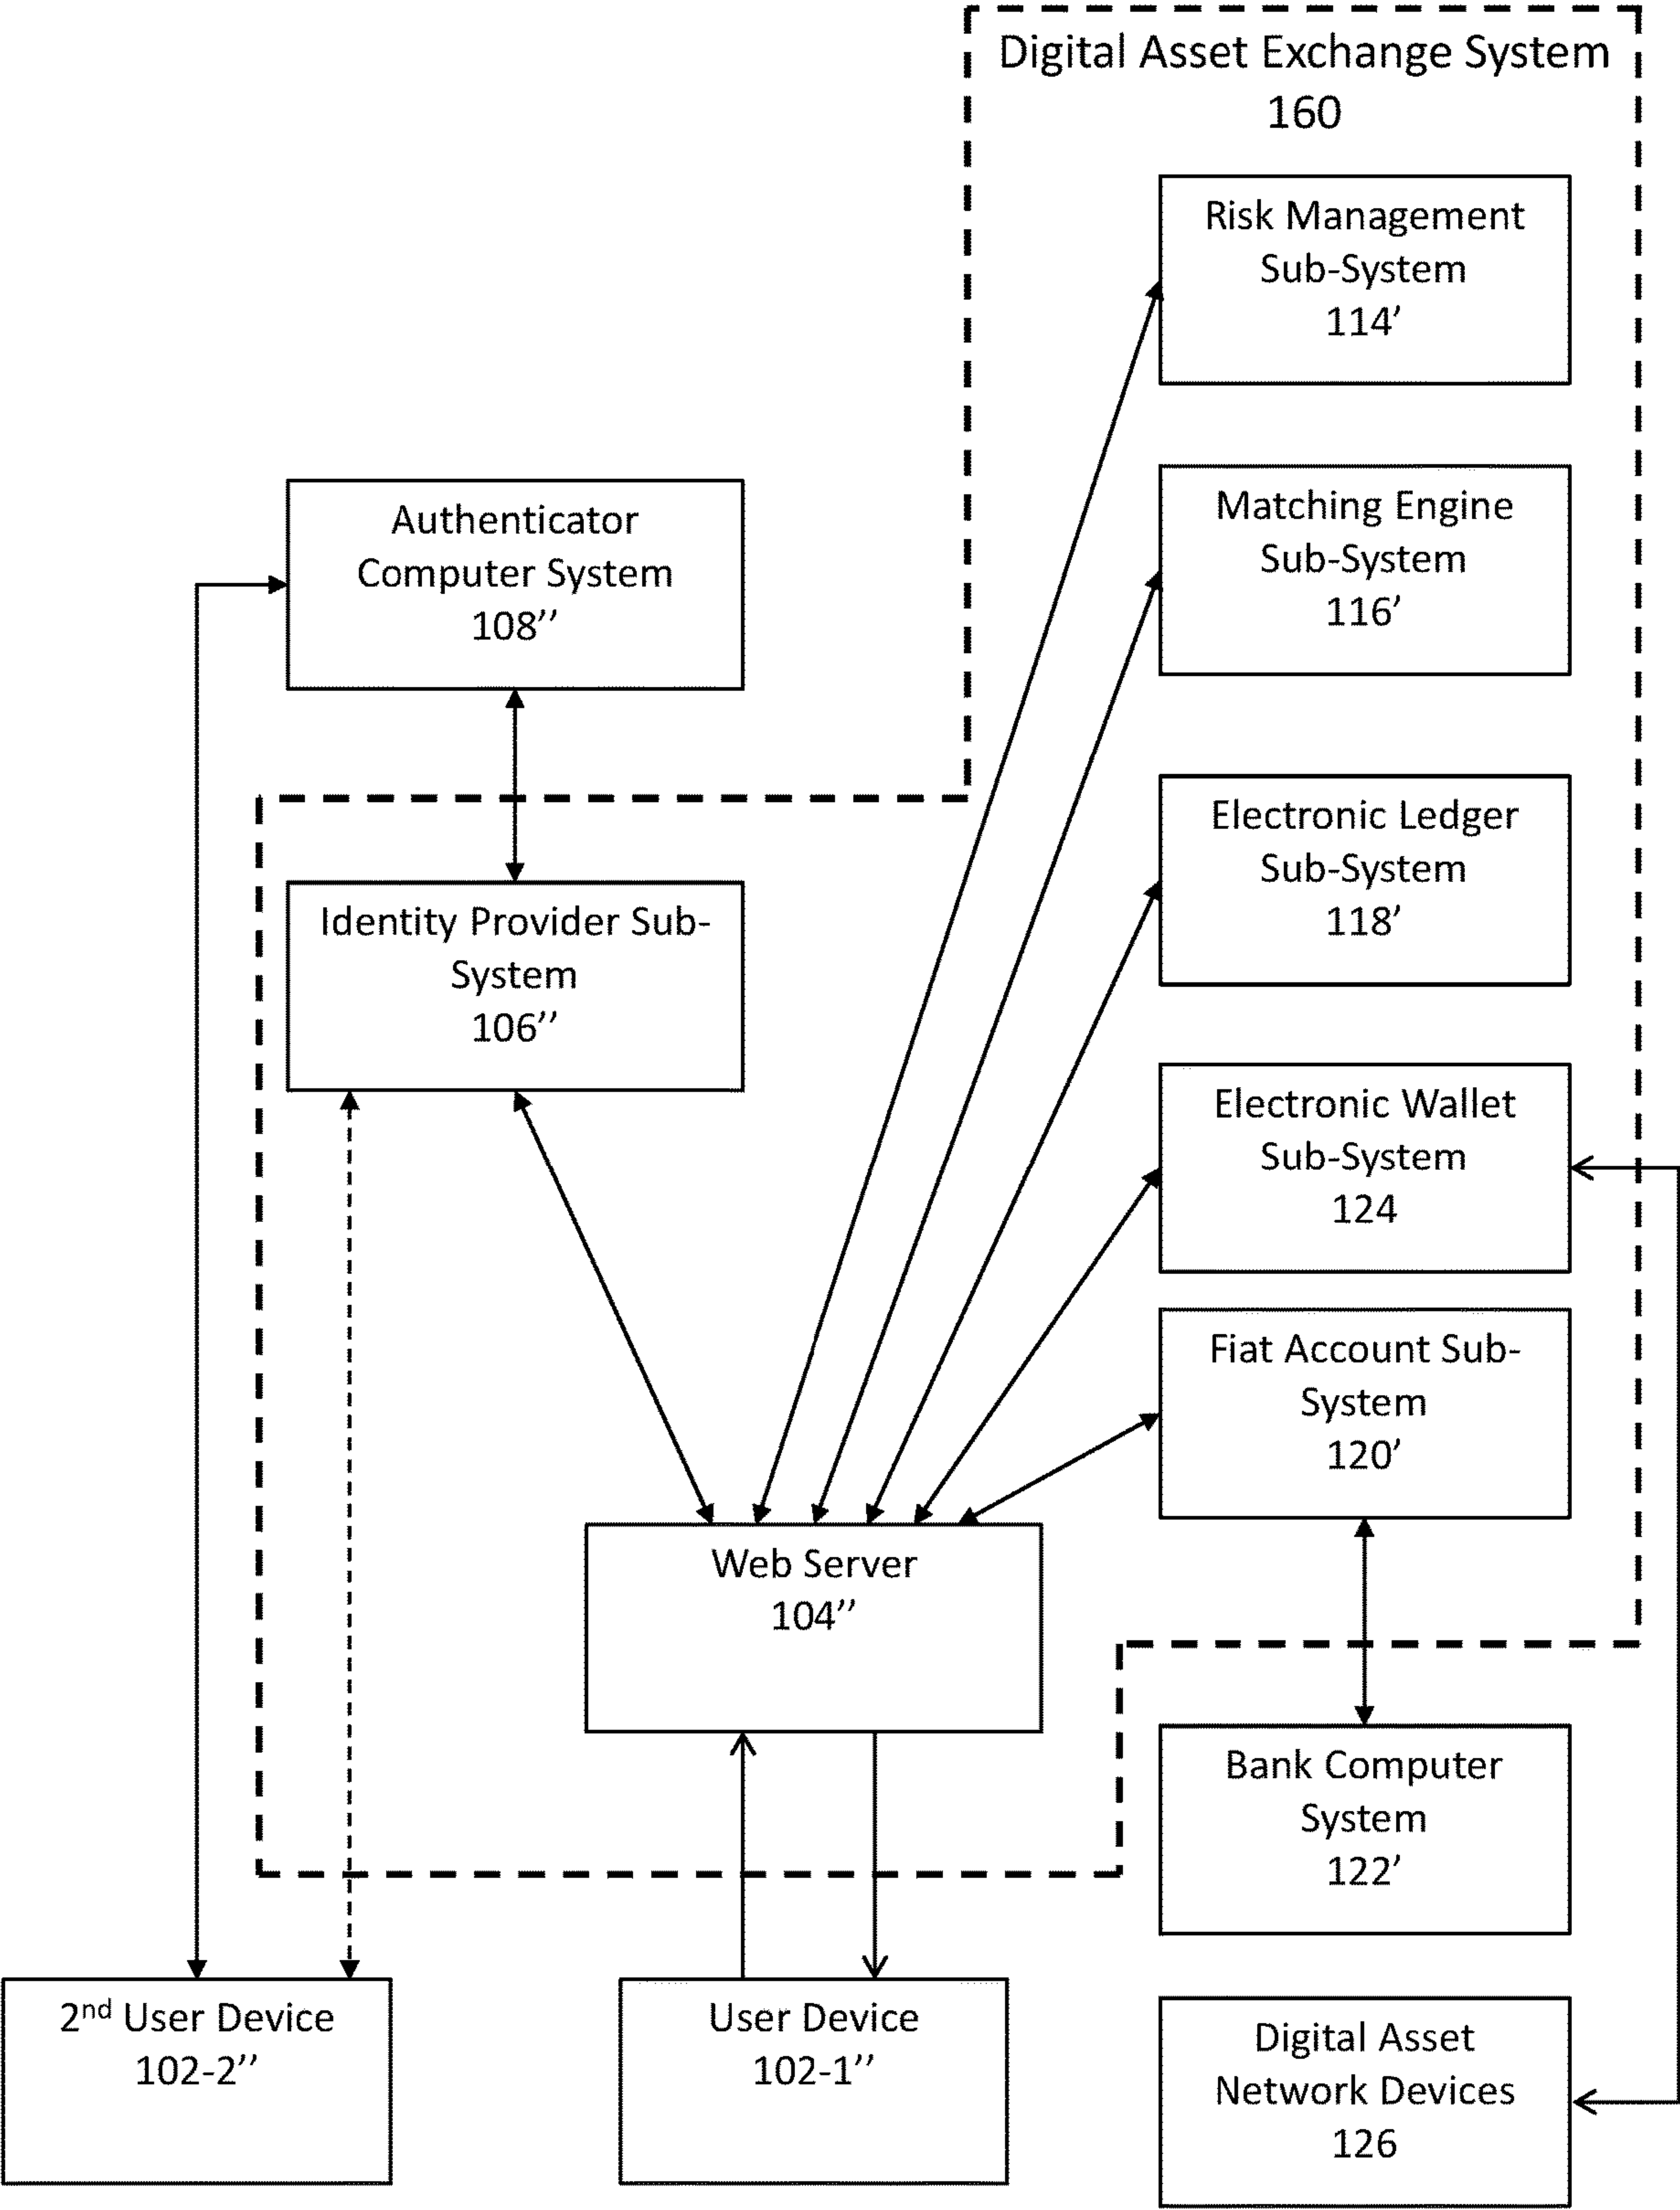 Digital Asset Exchange System
160
Risk Management
Sub-System
114’
Matching Engine
Sub-System
116’
Authenticator
Computer System
108’’
Electronic Ledger
Sub-System
118’
Identity Provider Sub-
System
106’’
Electronic Wallet
Sub-System
124
Fiat Account Sub-
System
120’
Web Server
104’’
Bank Computer
System
122’
2nd User Device
102-2’’
User Device
102-1’’
Digital Asset
Network Devices
126